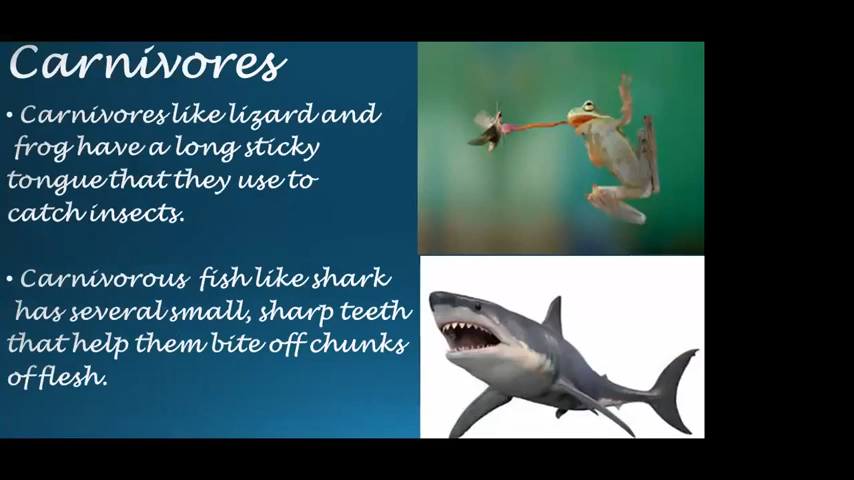 Carnivores
• Carnivores like lizard and
frog have a long sticky
tongue that they use to
catch insects.
• Carnivorous fish like shark
has several small, sharp teeth
that help them bite off chunks
of flesh.